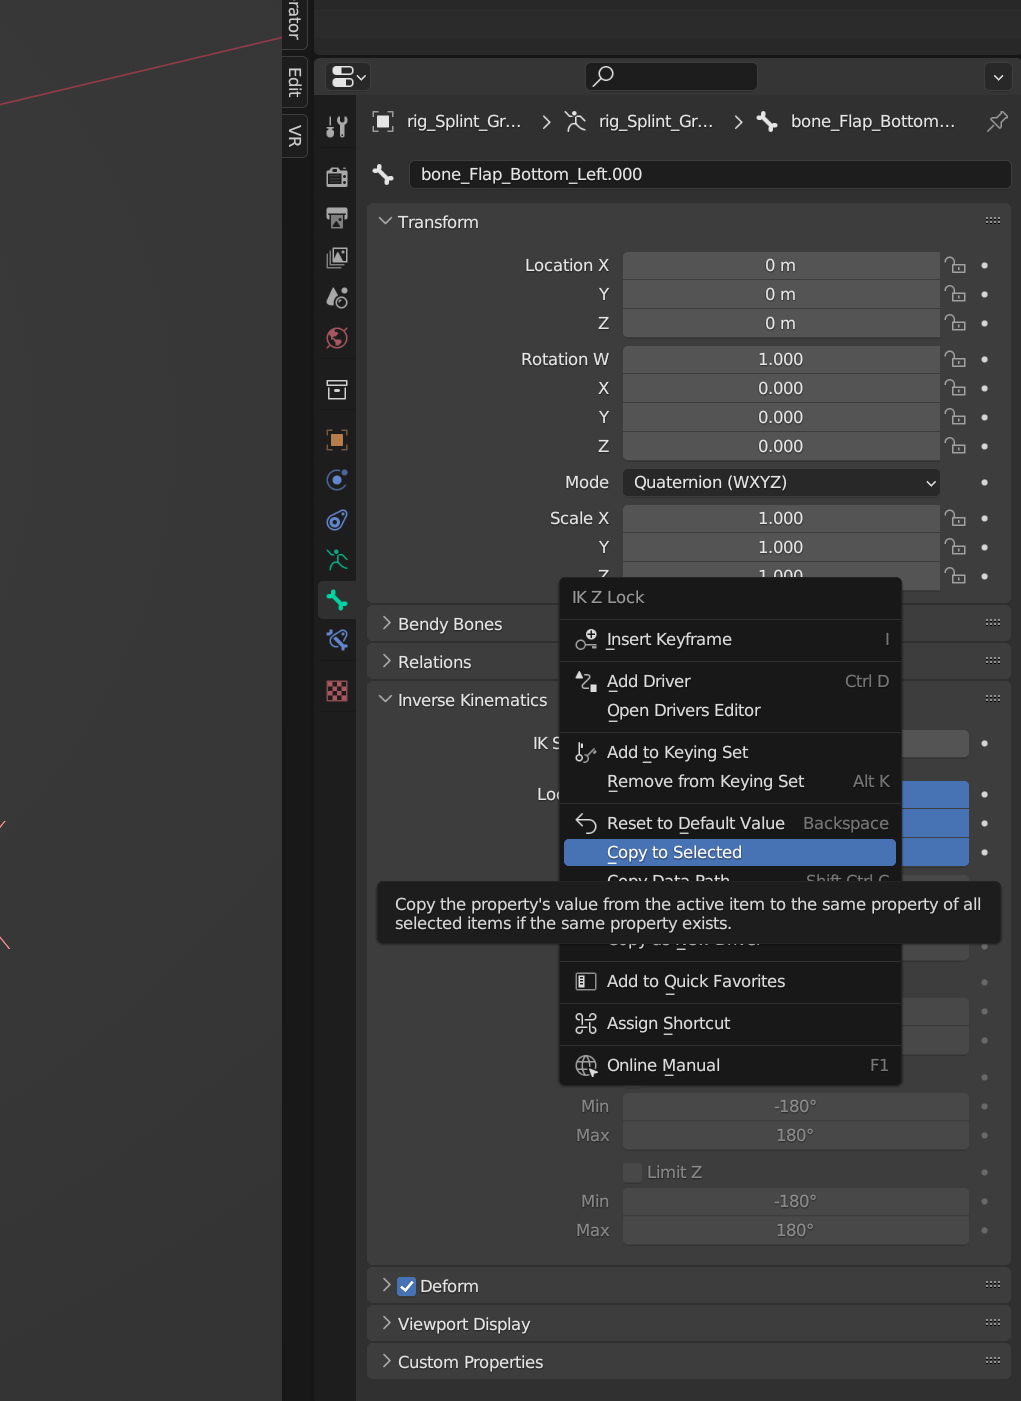 rator
Edit
VR
rig_Splint_Gr... > rig_Splint_Gr... > bone_Flap_Bottom...
bone_Flap_Bottom_Left.000
Transform
Location X 0 m
Y 0 m
Z 0 m
Rotation W 1.000
X 0.000
Y 0.000
Z 0.000
Mode Quaternion (WXYZ)
Scale X 1.000
Y 1.000
Z 1.000
Bendy Bones
Relations
Inverse Kinematics
IK S
Loc
IK Z Lock
Insert Keyframe I
Add Driver Ctrl D
Open Drivers Editor
Add to Keying Set
Remove from Keying Set Alt K
Reset to Default Value Backspace
Copy to Selected
Copy Data Path Shift Ctrl C
Copy the property's value from the active item to the same property of all
selected items if the same property exists.
Copy as New Driver
Add to Quick Favorites
Assign Shortcut
Online Manual F1
Min -180°
Max 180°
Limit Z
Min -180°
Max 180°
Deform
Viewport Display
Custom Properties